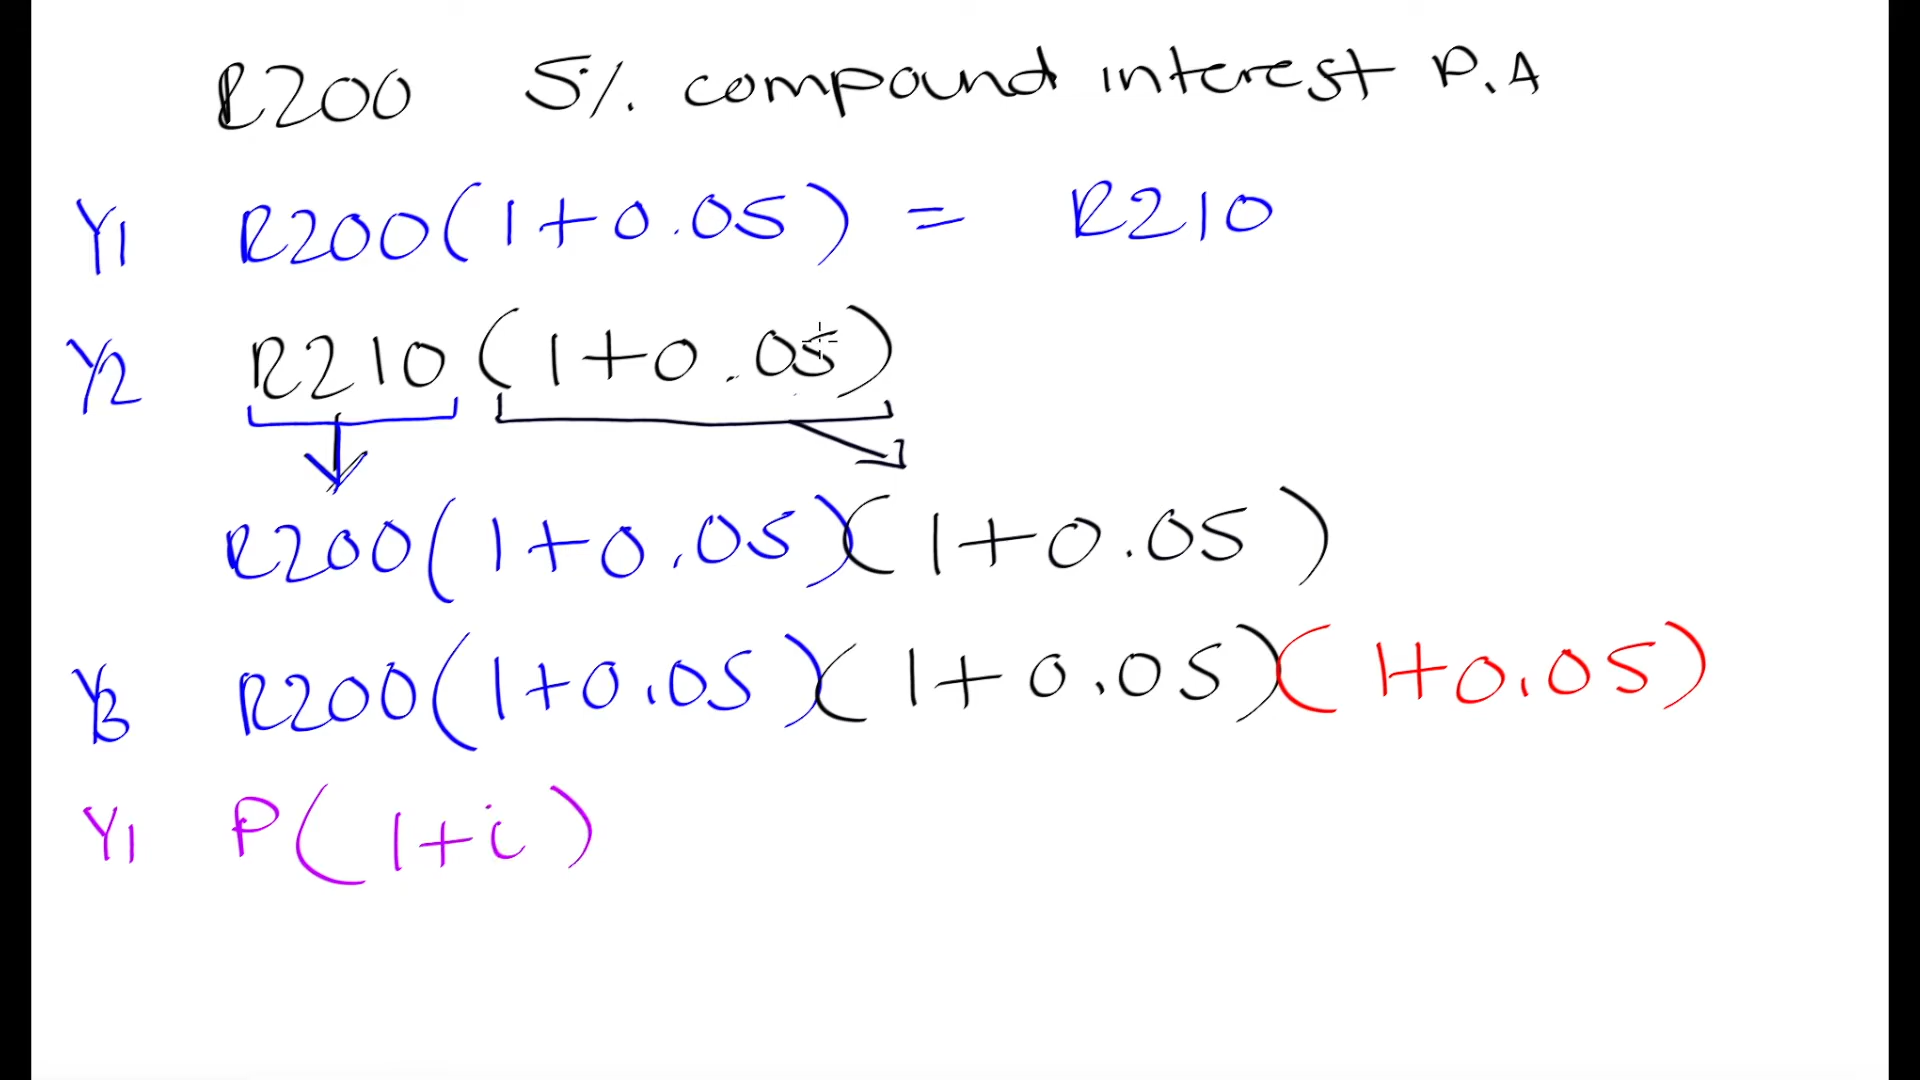 R200 5% compound interest P.A
Y1 R200(1+0.05) = R210
Y2 R210(1+0.05)
R200(1+0.05)(1+0.05)
Y3 R200(1+0.05)(1+0.05)(1+0.05)
Y1 P(1+i)